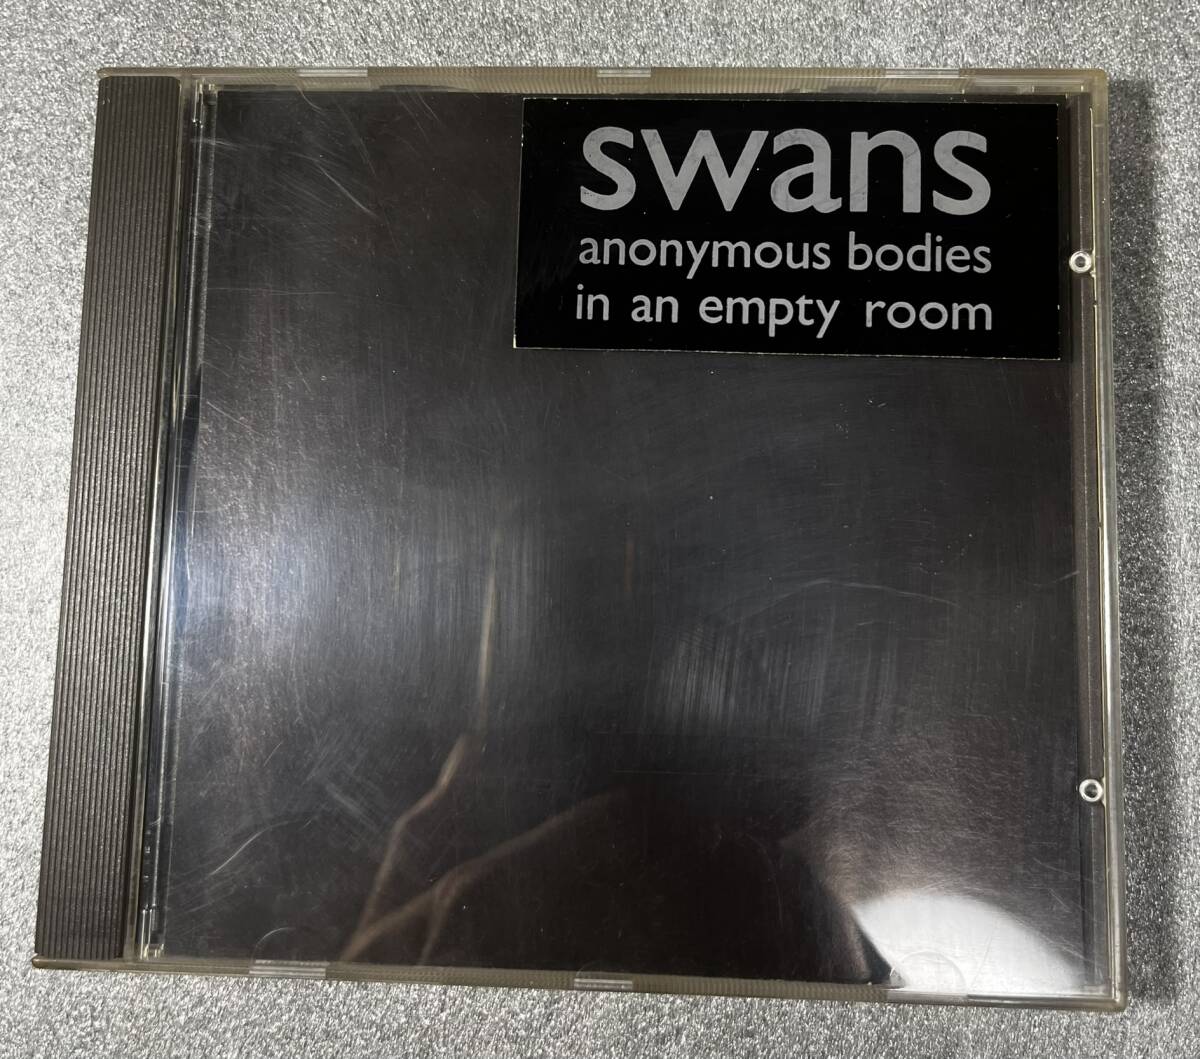 swans
anonymous bodies
in an empty room